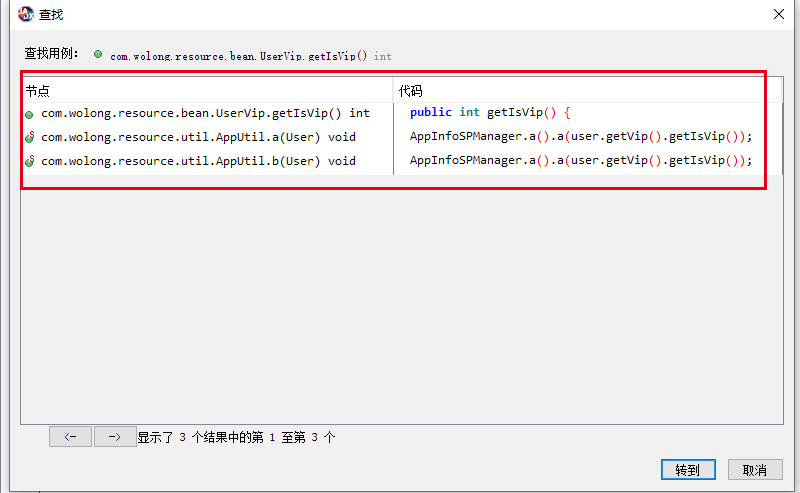 查找
查找用例： com.wolong.resource.bean.UserVip.getIsVip() int
节点 代码
com.wolong.resource.bean.UserVip.getIsVip() int public int getIsVip() {
com.wolong.resource.util.AppUtil.a(User) void AppInfoSPManager.a().a(user.getVip().getIsVip());
com.wolong.resource.util.AppUtil.b(User) void AppInfoSPManager.a().a(user.getVip().getIsVip());
<- -> 显示了 3 个结果中的第 1 至第 3 个
转到 取消